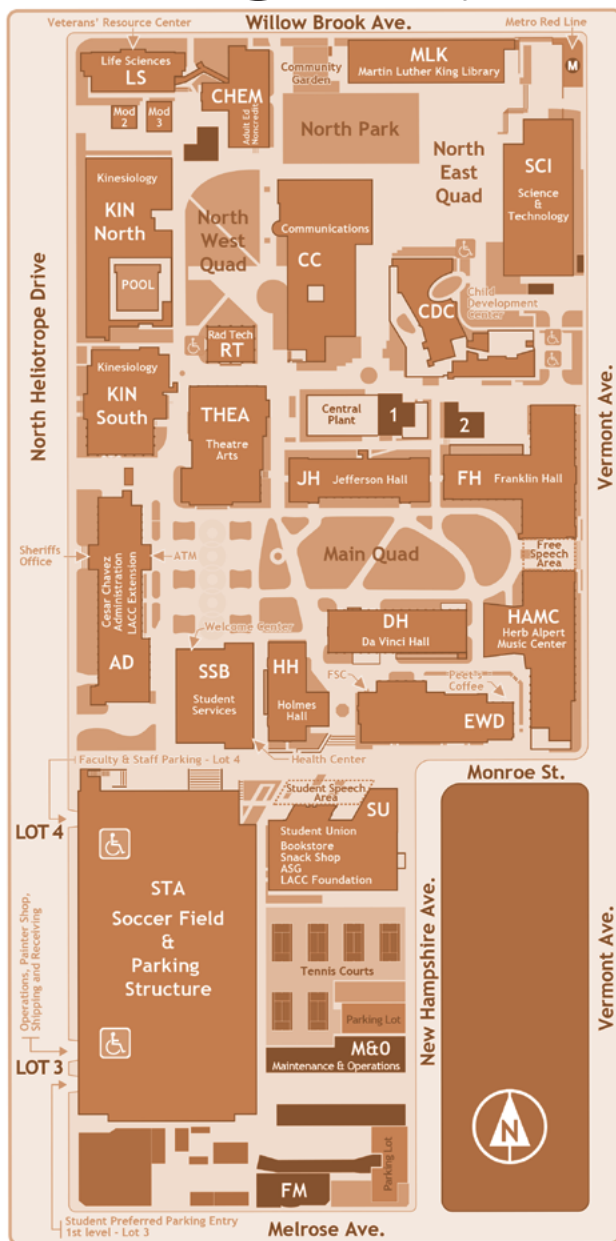 Veterans' Resource Center
Willow Brook Ave.
Metro Red Line
Life Sciences
LS
CHEM
Adult Ed
Noncredit
Mod
2
Mod
3
Community
Garden
MLK
Martin Luther King Library
M
North Park
North
East
Quad
SCI
Science
&
Technology
Kinesiology
KIN
North
POOL
North
West
Quad
Communications
CC
CDC
Child
Development
Center
North Heliotrope Drive
Vermont Ave.
Rad Tech
RT
Kinesiology
KIN
South
THEA
Theatre
Arts
Central
Plant
1
2
JH Jefferson Hall
FH Franklin Hall
Sheriffs
Office
ATM
Cesar Chavez
Administration
LACC Extension
AD
Main Quad
Free
Speech
Area
Welcome Center
DH
Da Vinci Hall
HAMC
Herb Alpert
Music Center
SSB
Student
Services
HH
Holmes
Hall
FSC
Peet's
Coffee
EWD
Health Center
Faculty & Staff Parking - Lot 4
Monroe St.
LOT 4
Student Speech
Area
SU
Student Union
Bookstore
Snack Shop
ASG
LACC Foundation
STA
Soccer Field
&
Parking
Structure
Operations, Painter Shop,
Shipping and Receiving
Tennis Courts
Parking Lot
New Hampshire Ave.
Vermont Ave.
M&O
Maintenance & Operations
LOT 3
N
Parking Lot
FM
Student Preferred Parking Entry
1st level - Lot 3
Melrose Ave.